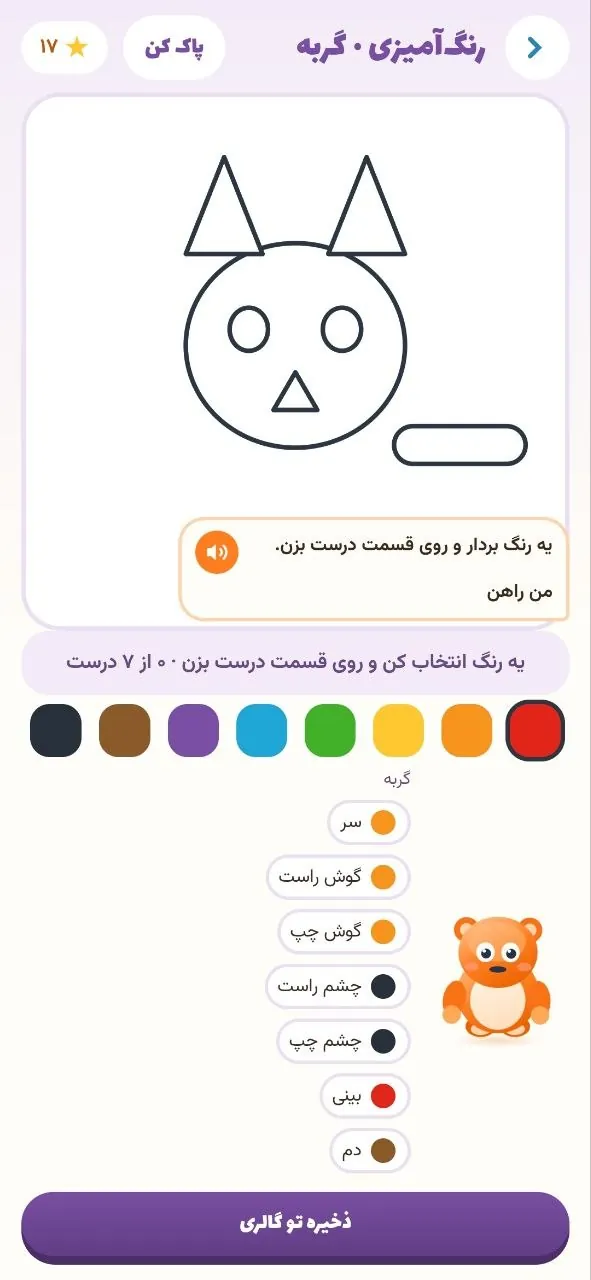 رنگ‌آمیزی · گربه
پاک کن
۱۷
یه رنگ بردار و روی قسمت درست بزن.
من راهن
یه رنگ انتخاب کن و روی قسمت درست بزن · ۰ از ۷ درست
گربه
سر
گوش راست
گوش چپ
چشم راست
چشم چپ
بینی
دم
ذخیره تو گالری